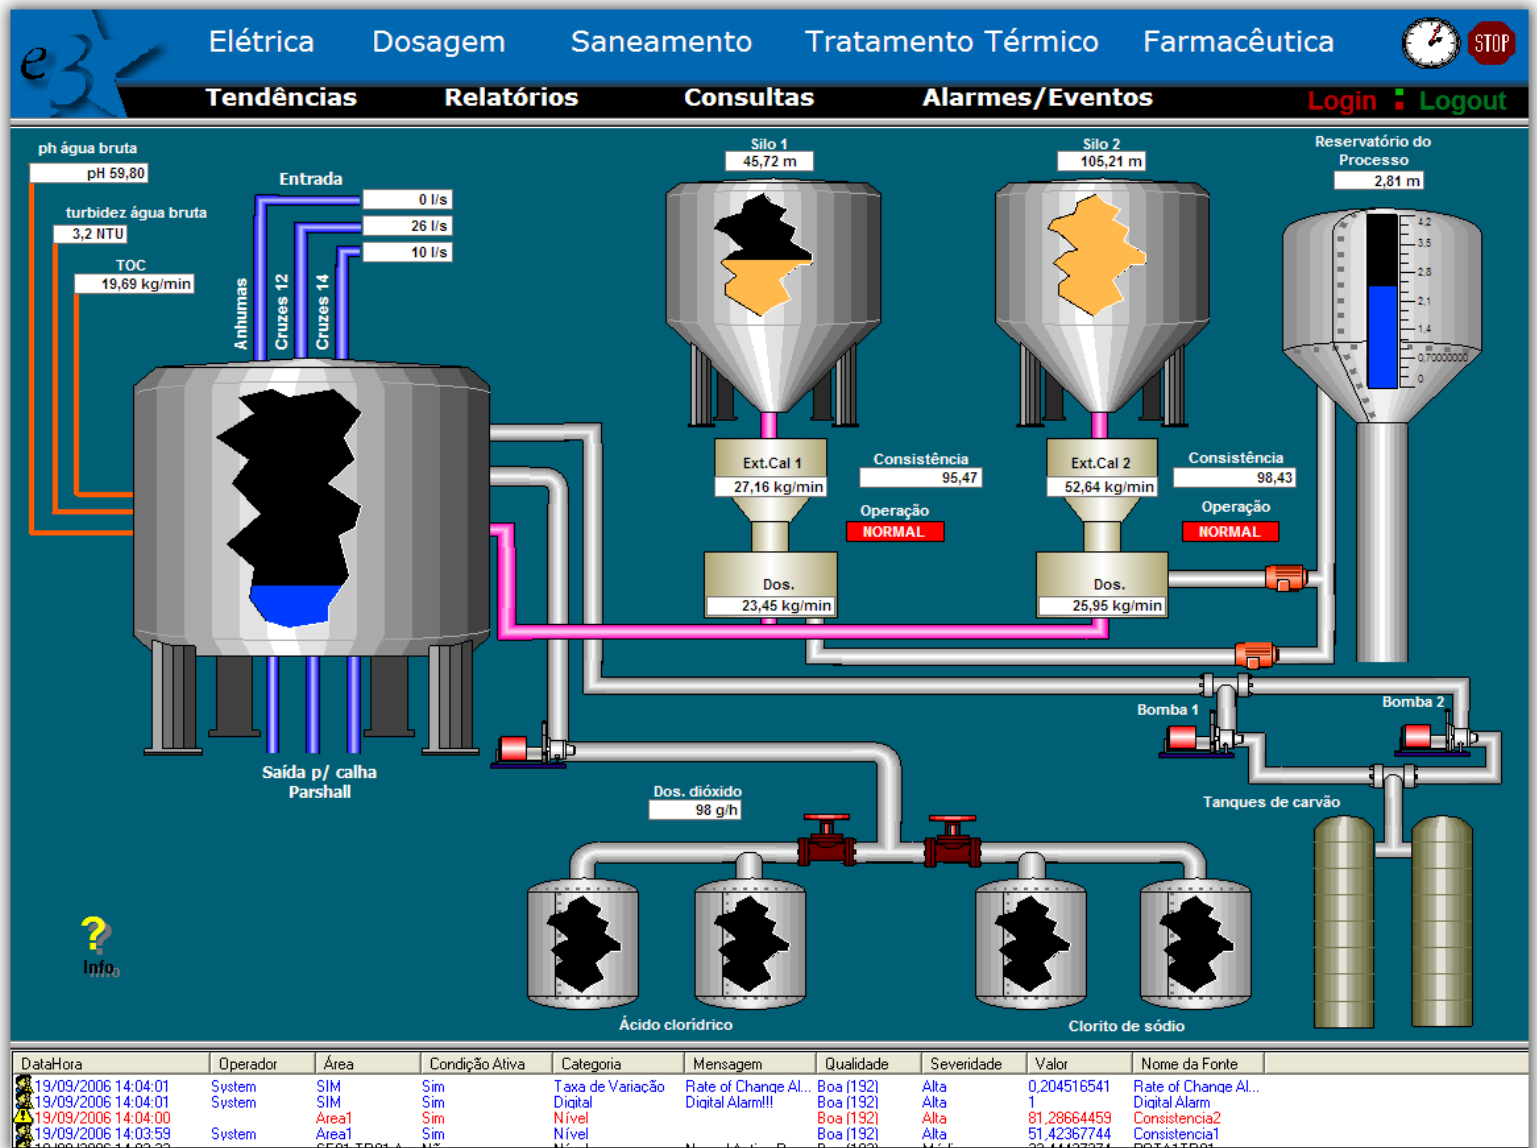 e3
Elétrica Dosagem Saneamento Tratamento Térmico Farmacêutica STOP
Tendências Relatórios Consultas Alarmes/Eventos Login Logout
ph água bruta
pH 59,80
turbidez água bruta
3,2 NTU
TOC
19,69 kg/min
Entrada
0 l/s
26 l/s
10 l/s
Anhumas
Cruzes 12
Cruzes 14
Silo 1
45,72 m
Silo 2
105,21 m
Reservatório do
Processo
2,81 m
4,2
3,5
2,8
2,1
1,4
0,70000000
0
Ext.Cal 1
27,16 kg/min
Consistência
95,47
Operação
NORMAL
Ext.Cal 2
52,64 kg/min
Consistência
98,43
Operação
NORMAL
Dos.
23,45 kg/min
Dos.
25,95 kg/min
Bomba 1
Bomba 2
Saída p/ calha
Parshall
Dos. dióxido
98 g/h
Tanques de carvão
?
Info
Ácido clorídrico
Clorito de sódio
DataHora Operador Área Condição Ativa Categoria Mensagem Qualidade Severidade Valor Nome da Fonte
19/09/2006 14:04:01 System SIM Sim Taxa de Variação Rate of Change Al... Boa (192) Alta 0,204516541 Rate of Change Al...
19/09/2006 14:04:01 System SIM Sim Digital Digital Alarm!!! Boa (192) Alta 1 Digital Alarm
19/09/2006 14:04:00 Area1 Sim Nível Boa (192) Alta 81,28664459 Consistencia2
19/09/2006 14:03:59 System Area1 Sim Nível Boa (192) Alta 51,42367744 Consistencia1